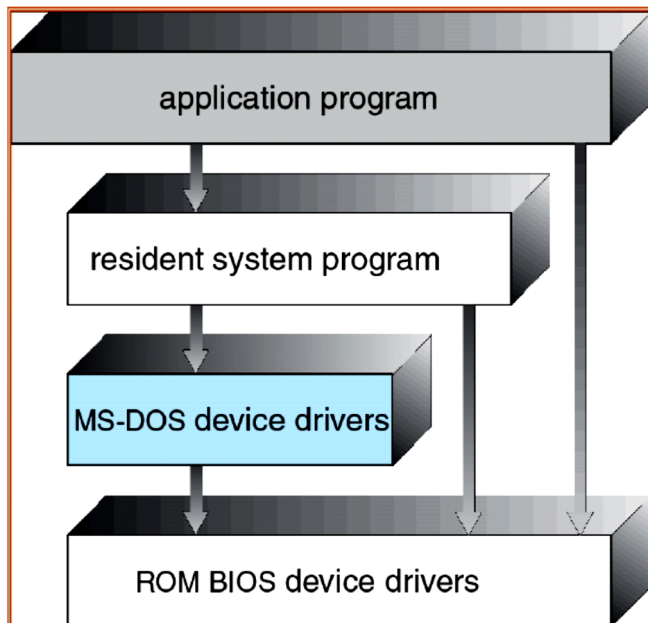 application program
resident system program
MS-DOS device drivers
ROM BIOS device drivers